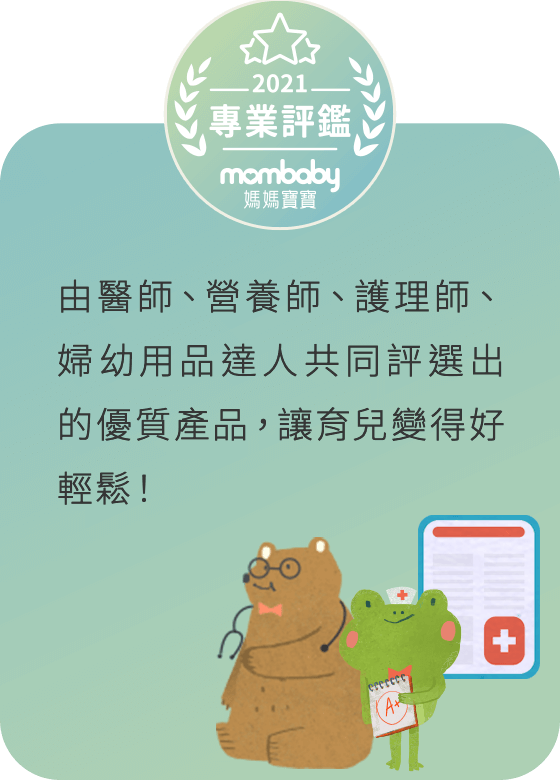 2021
專業評鑑
mombaby
媽媽寶寶
由醫師、營養師、護理師、
婦幼用品達人共同評選出
的優質產品，讓育兒變得好
輕鬆！
A+